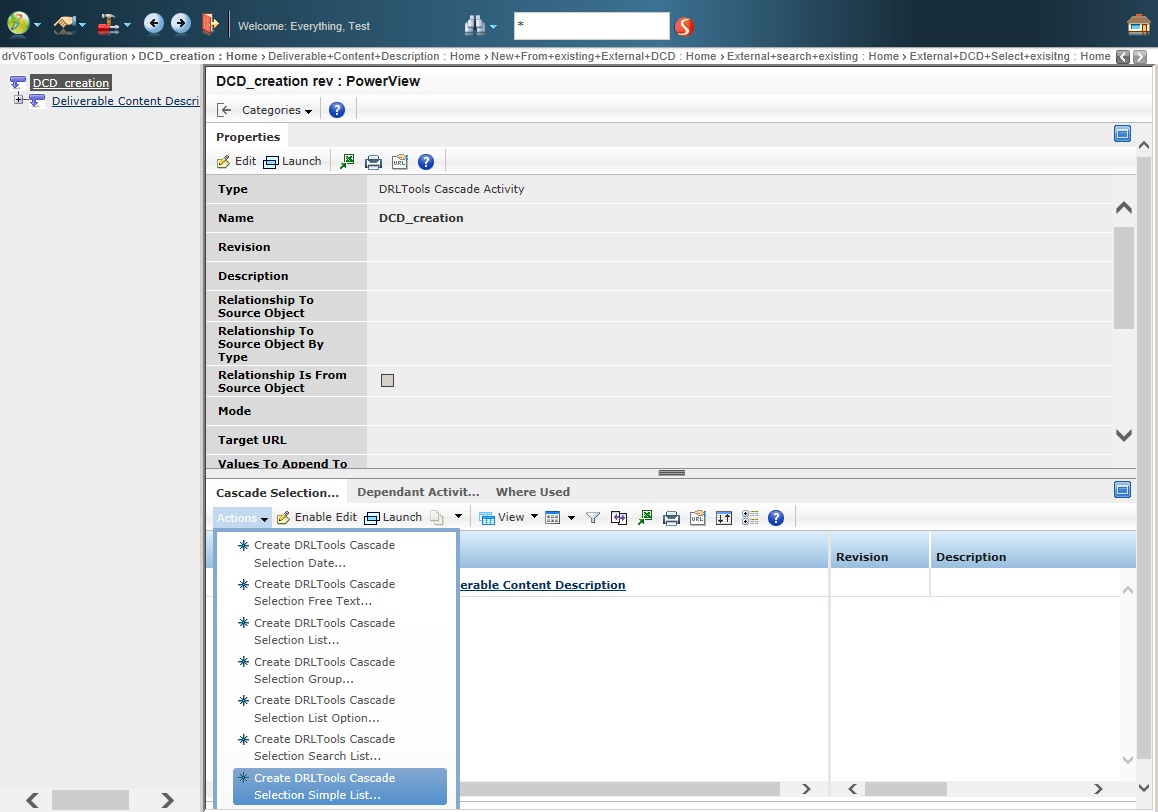 Welcome: Everything, Test
*
drV6Tools Configuration › DCD_creation : Home › Deliverable+Content+Description : Home › New+From+existing+External+DCD : Home › External+search+existing : Home › External+DCD+Select+exisitng : Home
DCD_creation
Deliverable Content Descri
DCD_creation rev : PowerView
Categories
Properties
Edit Launch
Type DRLTools Cascade Activity
Name DCD_creation
Revision
Description
Relationship To
Source Object
Relationship To
Source Object By
Type
Relationship Is From
Source Object
Mode
Target URL
Values To Append To
Cascade Selection... Dependant Activit... Where Used
Actions Enable Edit Launch View
Revision Description
erable Content Description
Create DRLTools Cascade
Selection Date...
Create DRLTools Cascade
Selection Free Text...
Create DRLTools Cascade
Selection List...
Create DRLTools Cascade
Selection Group...
Create DRLTools Cascade
Selection List Option...
Create DRLTools Cascade
Selection Search List...
Create DRLTools Cascade
Selection Simple List...